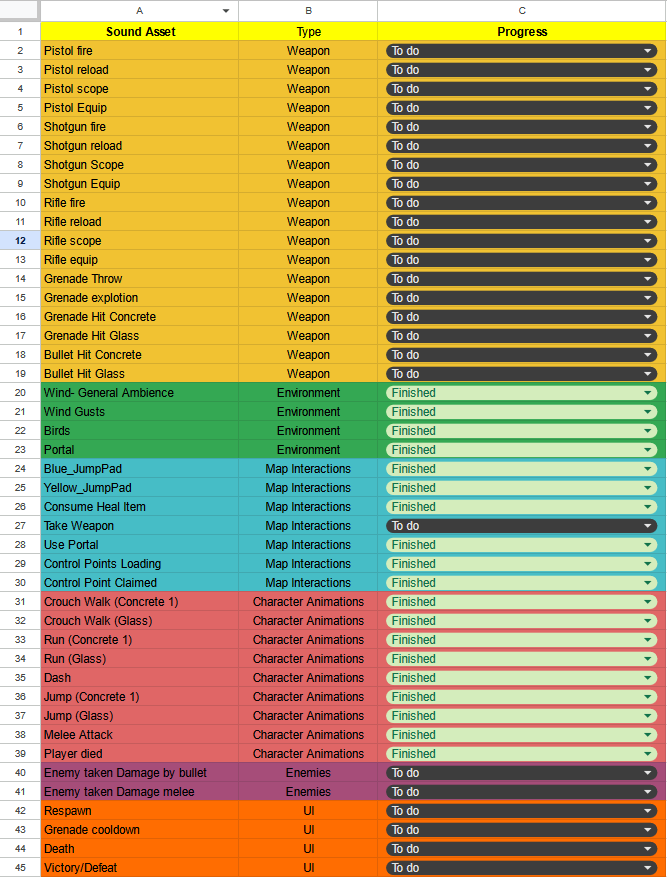 A B C
1 Sound Asset Type Progress
2 Pistol fire Weapon To do
3 Pistol reload Weapon To do
4 Pistol scope Weapon To do
5 Pistol Equip Weapon To do
6 Shotgun fire Weapon To do
7 Shotgun reload Weapon To do
8 Shotgun Scope Weapon To do
9 Shotgun Equip Weapon To do
10 Rifle fire Weapon To do
11 Rifle reload Weapon To do
12 Rifle scope Weapon To do
13 Rifle equip Weapon To do
14 Grenade Throw Weapon To do
15 Grenade explotion Weapon To do
16 Grenade Hit Concrete Weapon To do
17 Grenade Hit Glass Weapon To do
18 Bullet Hit Concrete Weapon To do
19 Bullet Hit Glass Weapon To do
20 Wind- General Ambience Environment Finished
21 Wind Gusts Environment Finished
22 Birds Environment Finished
23 Portal Environment Finished
24 Blue_JumpPad Map Interactions Finished
25 Yellow_JumpPad Map Interactions Finished
26 Consume Heal Item Map Interactions Finished
27 Take Weapon Map Interactions To do
28 Use Portal Map Interactions Finished
29 Control Points Loading Map Interactions Finished
30 Control Point Claimed Map Interactions Finished
31 Crouch Walk (Concrete 1) Character Animations Finished
32 Crouch Walk (Glass) Character Animations Finished
33 Run (Concrete 1) Character Animations Finished
34 Run (Glass) Character Animations Finished
35 Dash Character Animations Finished
36 Jump (Concrete 1) Character Animations Finished
37 Jump (Glass) Character Animations Finished
38 Melee Attack Character Animations Finished
39 Player died Character Animations Finished
40 Enemy taken Damage by bullet Enemies To do
41 Enemy taken Damage melee Enemies To do
42 Respawn UI To do
43 Grenade cooldown UI To do
44 Death UI To do
45 Victory/Defeat UI To do